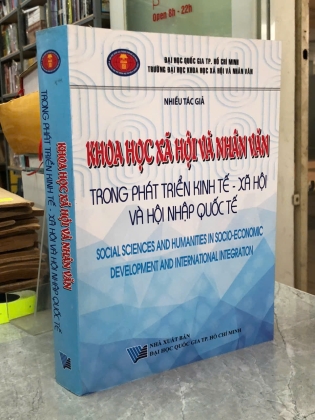 Open 8h - 22h
ĐẠI HỌC QUỐC GIA TP. HỒ CHÍ MINH
TRƯỜNG ĐẠI HỌC KHOA HỌC XÃ HỘI VÀ NHÂN VĂN
NHIỀU TÁC GIẢ
KHOA HỌC XÃ HỘI VÀ NHÂN VĂN
TRONG PHÁT TRIỂN KINH TẾ - XÃ HỘI
VÀ HỘI NHẬP QUỐC TẾ
SOCIAL SCIENCES AND HUMANITIES IN SOCIO-ECONOMIC
DEVELOPMENT AND INTERNATIONAL INTEGRATION
NHÀ XUẤT BẢN
ĐẠI HỌC QUỐC GIA TP. HỒ CHÍ MINH
KHOA HỌC XÃ HỘI VÀ NHÂN VĂN
TRONG PHÁT TRIỂN KINH TẾ - XÃ HỘI VÀ HỘI NHẬP QUỐC TẾ